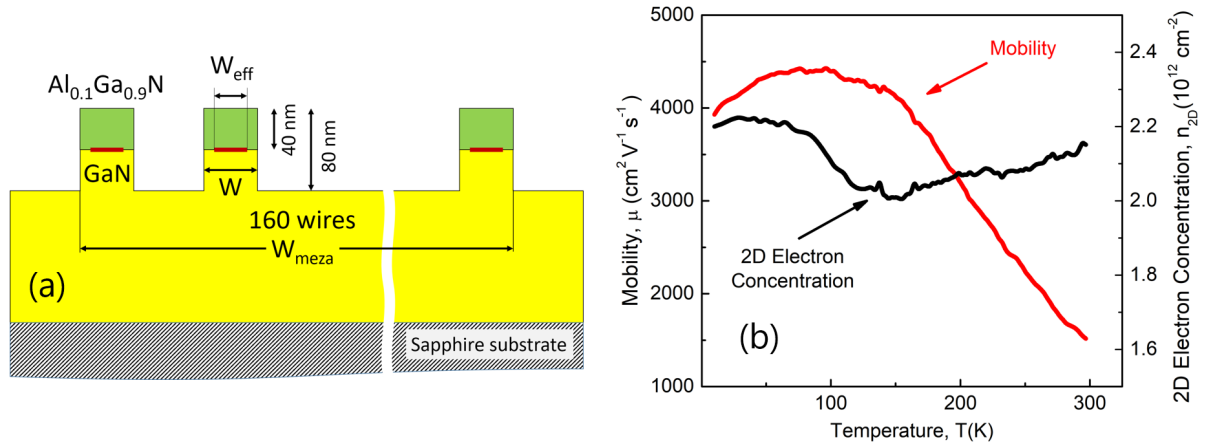 Al0.1Ga0.9N
Weff
40 nm
80 nm
GaN
W
160 wires
Wmeza
(a)
Sapphire substrate
5000
4000
3000
2000
1000
Mobility, μ (cm2 V-1 s-1)
Mobility
2D Electron
Concentration
(b)
100
200
300
Temperature, T(K)
2.4
2.2
2.0
1.8
1.6
2D Electron Concentration, n2D(1012 cm-2)